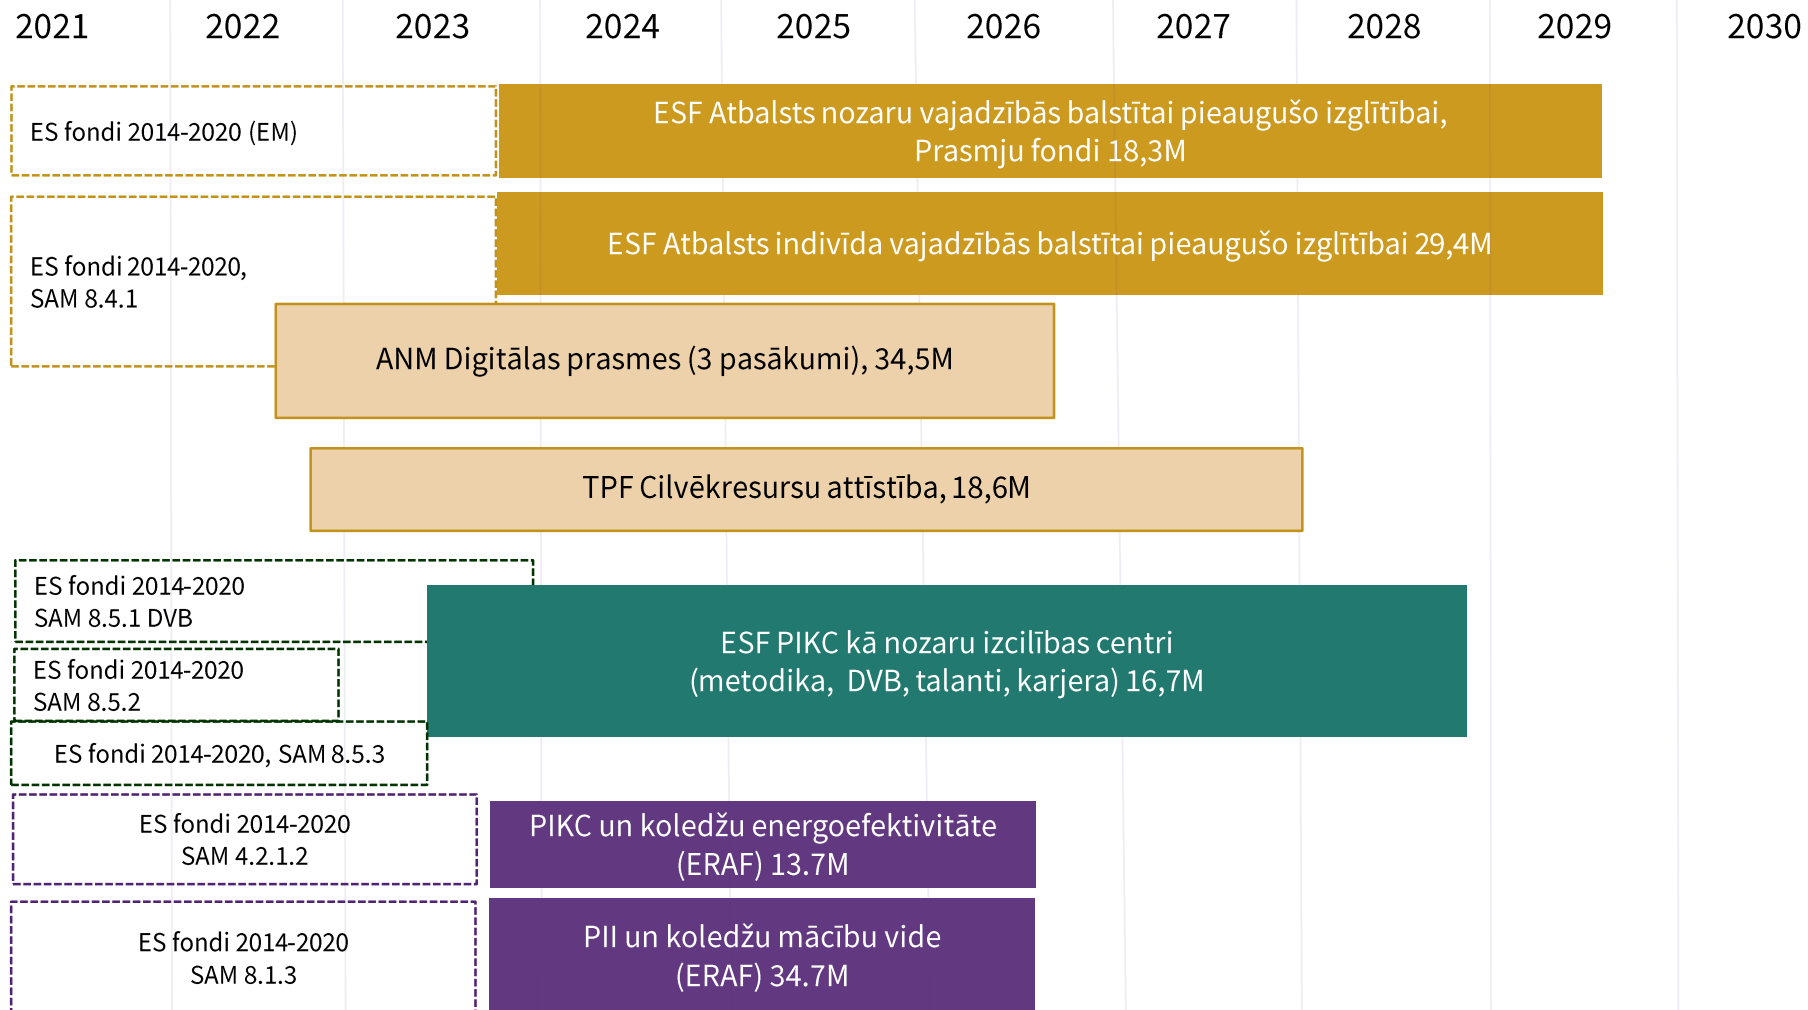 2021 2022 2023 2024 2025 2026 2027 2028 2029 2030
ES fondi 2014-2020 (EM)
ESF Atbalsts nozaru vajadzībās balstītai pieaugušo izglītībai,
Prasmju fondi 18,3M
ES fondi 2014-2020,
SAM 8.4.1
ESF Atbalsts indivīda vajadzībās balstītai pieaugušo izglītībai 29,4M
ANM Digitālas prasmes (3 pasākumi), 34,5M
TPF Cilvēkresursu attīstība, 18,6M
ES fondi 2014-2020
SAM 8.5.1 DVB
ES fondi 2014-2020
SAM 8.5.2
ESF PIKC kā nozaru izcilības centri
(metodika, DVB, talanti, karjera) 16,7M
ES fondi 2014-2020, SAM 8.5.3
ES fondi 2014-2020
SAM 4.2.1.2
PIKC un koledžu energoefektivitāte
(ERAF) 13.7M
ES fondi 2014-2020
SAM 8.1.3
PII un koledžu mācību vide
(ERAF) 34.7M